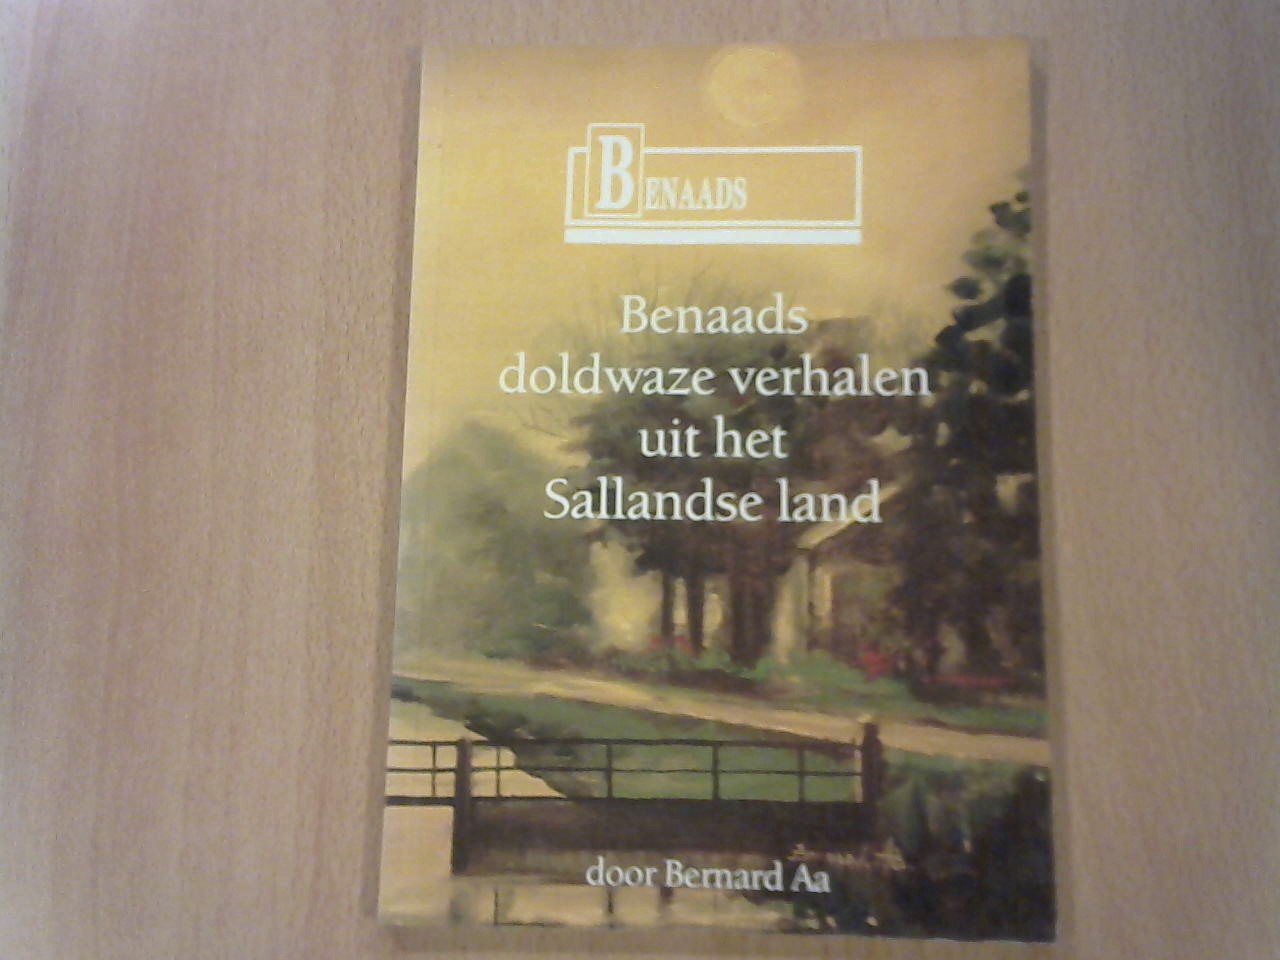 BENAADS
Benaads
doldwaze verhalen
uit het
Sallandse land
door Bernard Aa